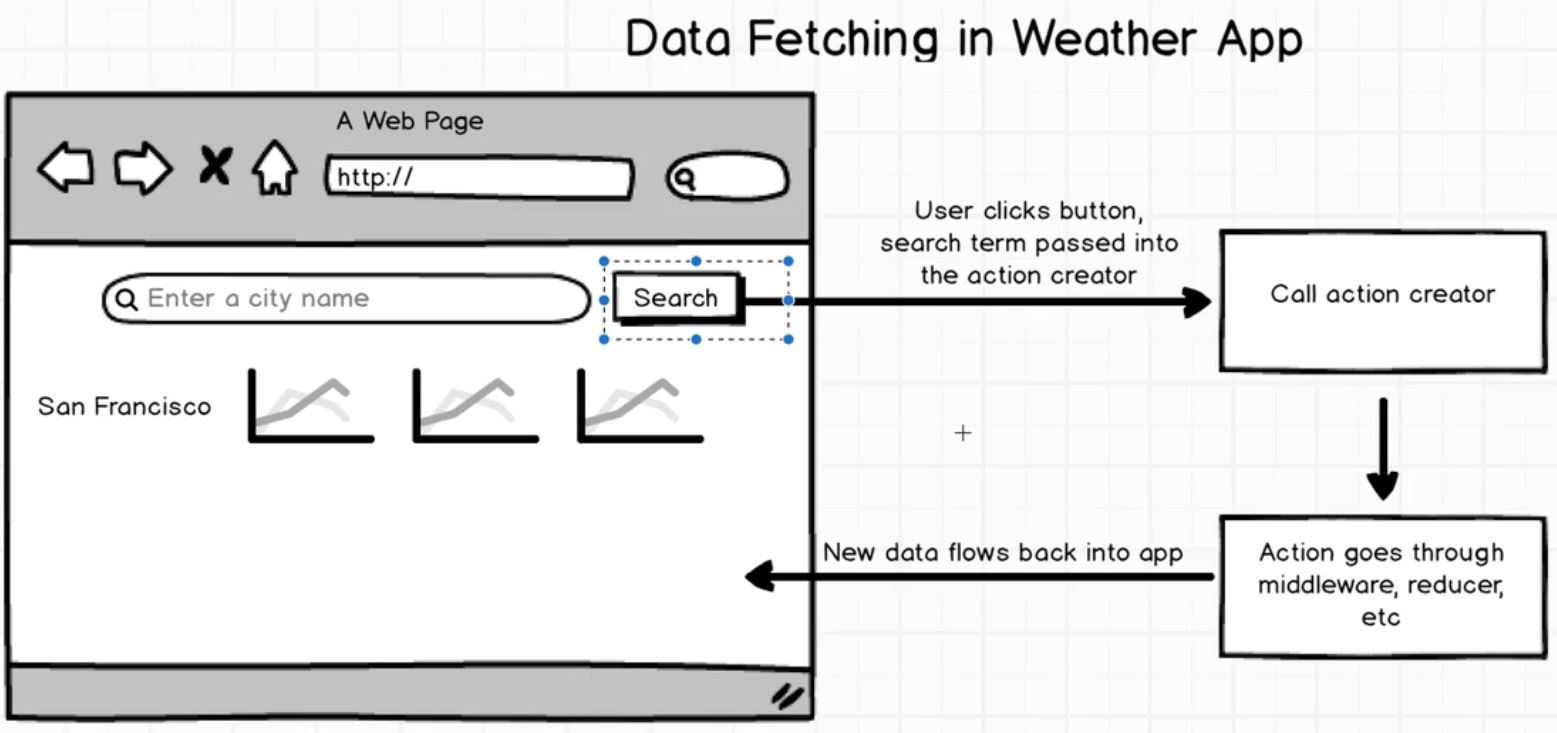 Data Fetching in Weather App
A Web Page
http://
User clicks button,
search term passed into
the action creator
Enter a city name
Search
Call action creator
San Francisco
New data flows back into app
Action goes through
middleware, reducer,
etc